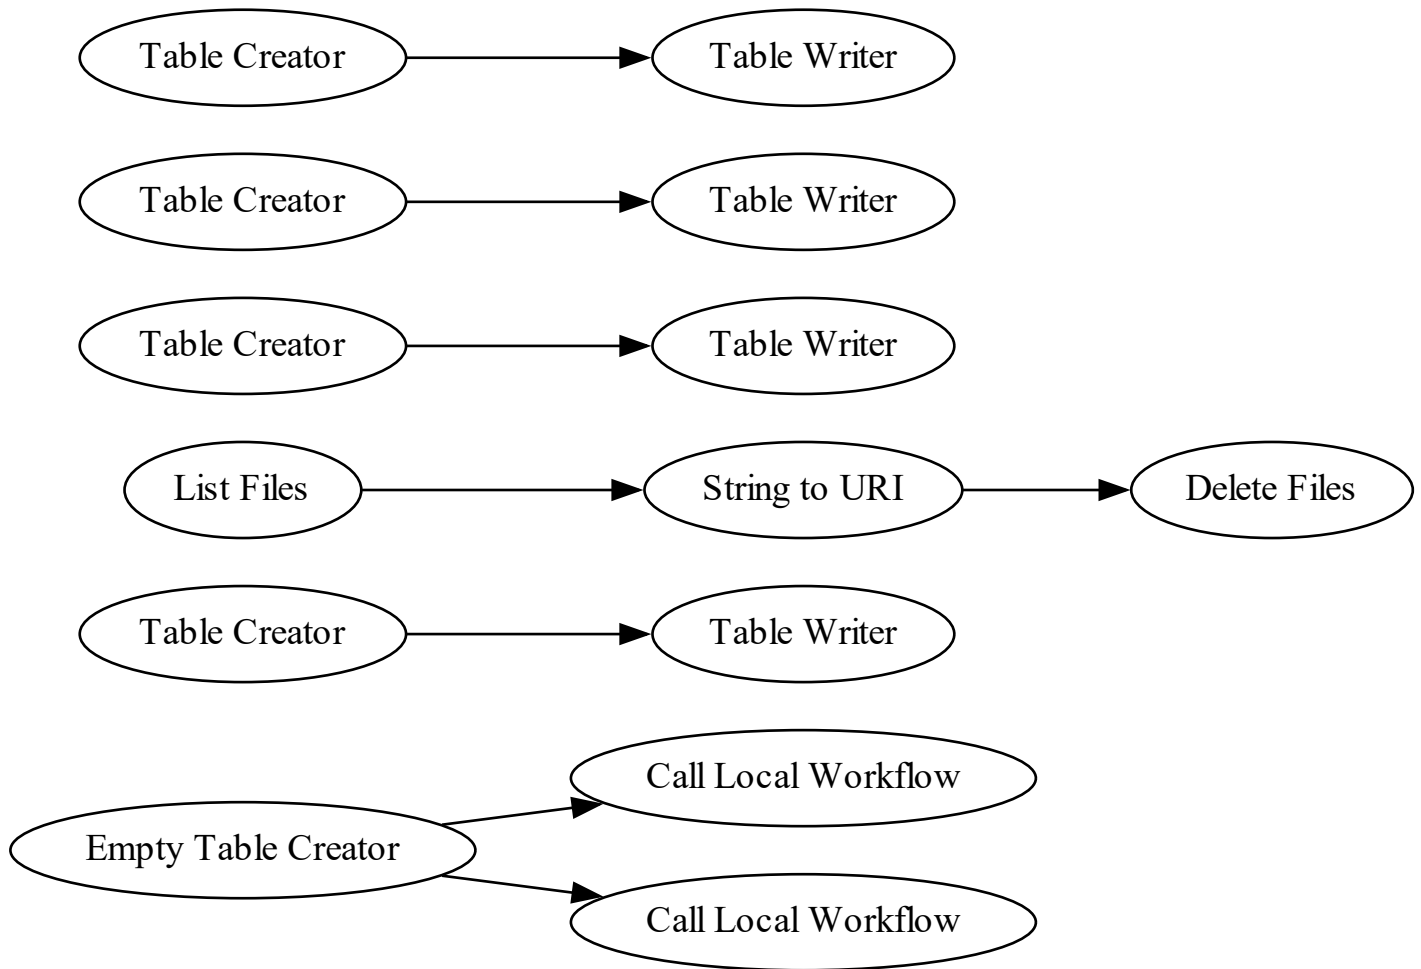 Table Creator
Table Writer
Table Creator
Table Writer
Table Creator
Table Writer
List Files
String to URI
Delete Files
Table Creator
Table Writer
Call Local Workflow
Empty Table Creator
Call Local Workflow